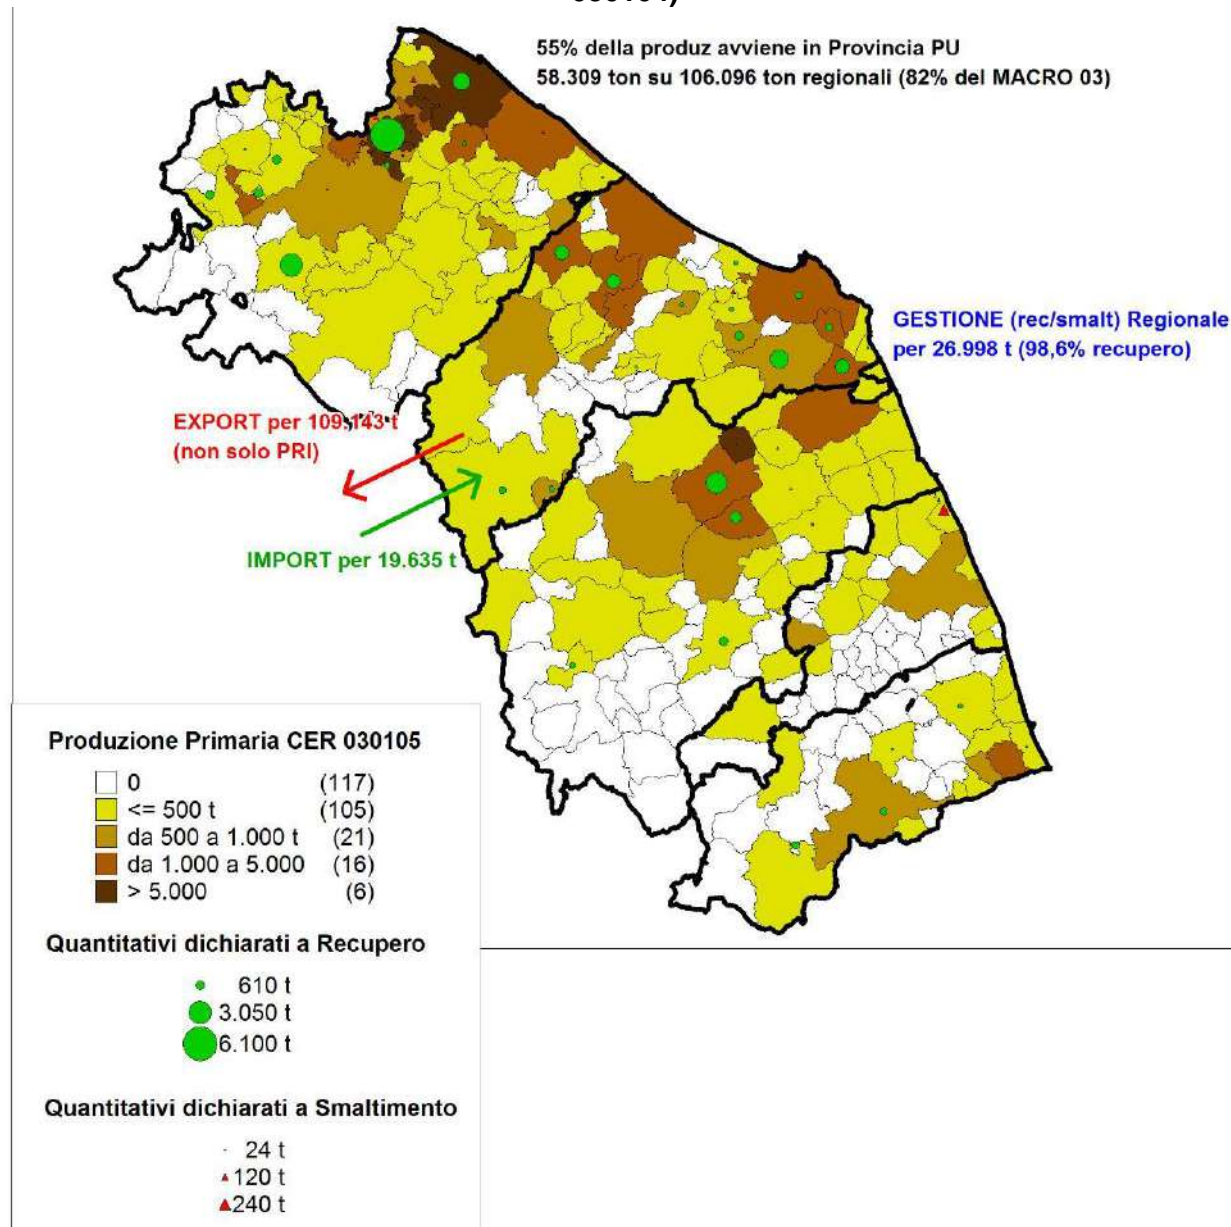 55% della produz avviene in Provincia PU
58.309 ton su 106.096 ton regionali (82% del MACRO 03)
GESTIONE (rec/smalt) Regionale
per 26.998 t (98,6% recupero)
EXPORT per 109.143 t
(non solo PRI)
IMPORT per 19.635 t
Produzione Primaria CER 030105
0 (117)
<= 500 t (105)
da 500 a 1.000 t (21)
da 1.000 a 5.000 (16)
> 5.000 (6)
Quantitativi dichiarati a Recupero
610 t
3.050 t
6.100 t
Quantitativi dichiarati a Smaltimento
24 t
120 t
240 t